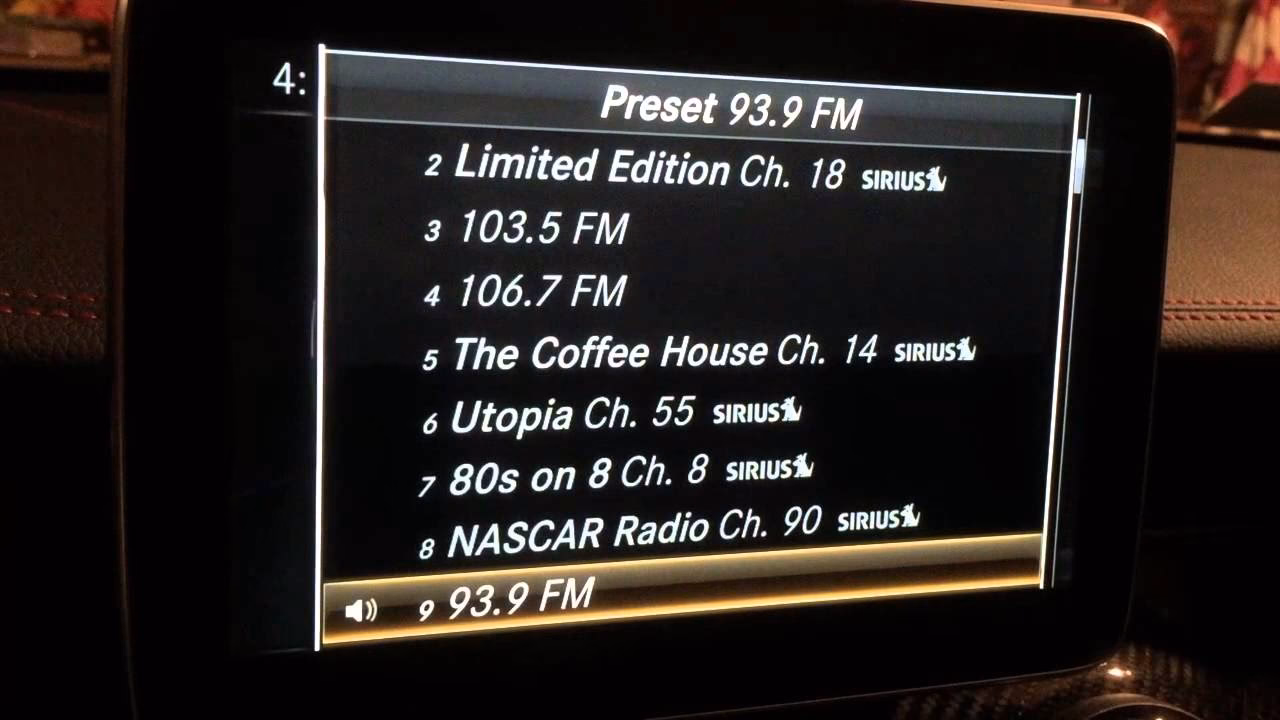 4:
Preset 93.9 FM
2 Limited Edition Ch. 18 SIRIUS
3 103.5 FM
4 106.7 FM
5 The Coffee House Ch. 14 SIRIUS
6 Utopia Ch. 55 SIRIUS
7 80s on 8 Ch. 8 SIRIUS
8 NASCAR Radio Ch. 90 SIRIUS
9 93.9 FM